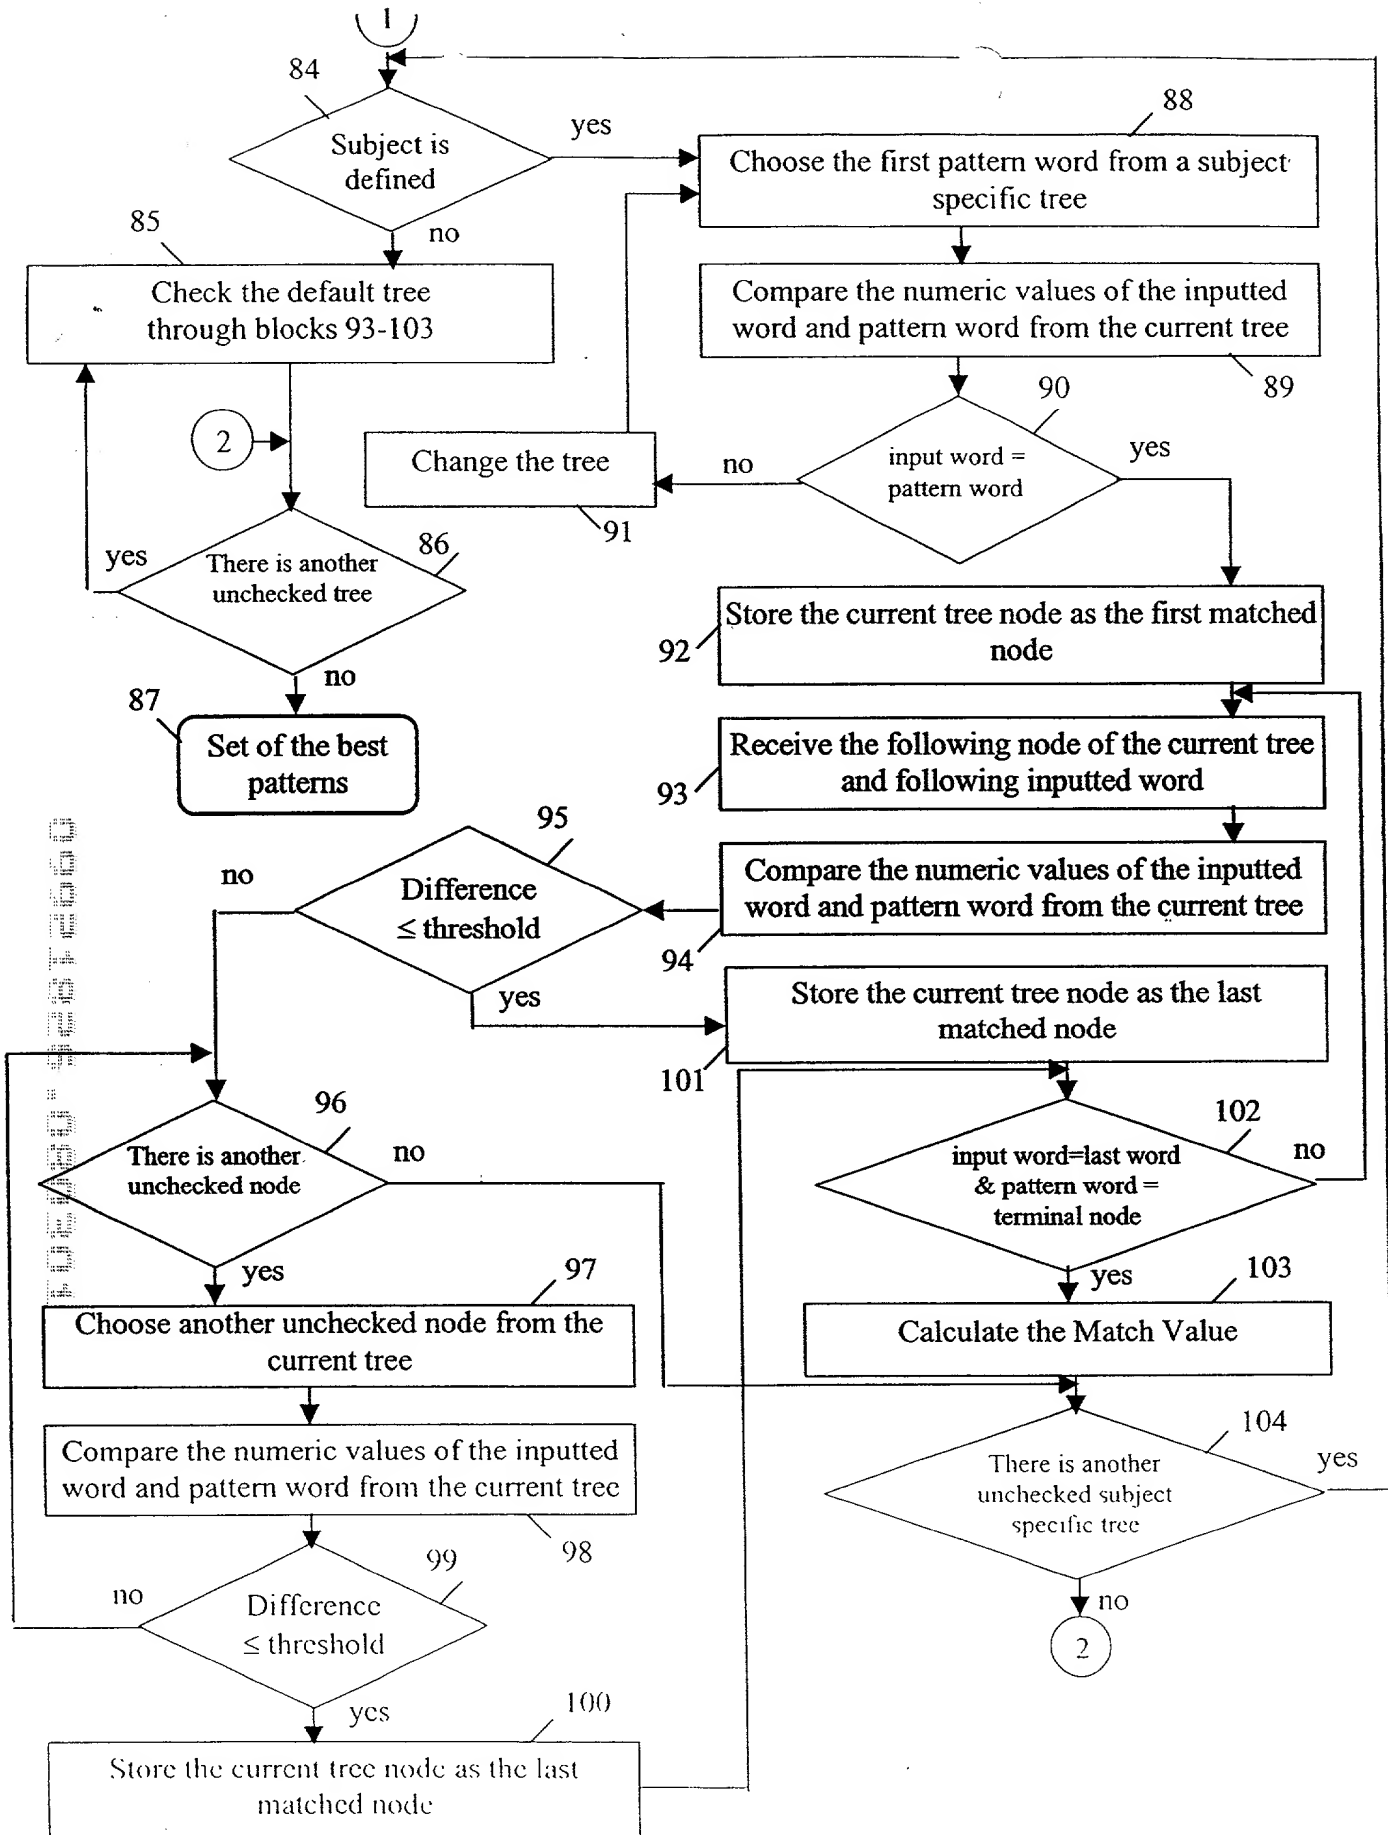 1
84
Subject is
defined
yes
no
88
Choose the first pattern word from a subject
specific tree
85
Check the default tree
through blocks 93-103
Compare the numeric values of the inputted
word and pattern word from the current tree
89
90
input word =
pattern word
yes
no
2
Change the tree
91
86
There is another
unchecked tree
yes
no
87
Set of the best
patterns
Store the current tree node as the first matched
node
92
Receive the following node of the current tree
and following inputted word
93
95
Difference
≤ threshold
no
yes
Compare the numeric values of the inputted
word and pattern word from the current tree
94
Store the current tree node as the last
matched node
101
96
There is another
unchecked node
no
yes
102
input word=last word
& pattern word =
terminal node
no
yes
97
Choose another unchecked node from the
current tree
103
Calculate the Match Value
Compare the numeric values of the inputted
word and pattern word from the current tree
98
104
There is another
unchecked subject
specific tree
yes
no
2
99
Difference
≤ threshold
no
yes
100
Store the current tree node as the last
matched node